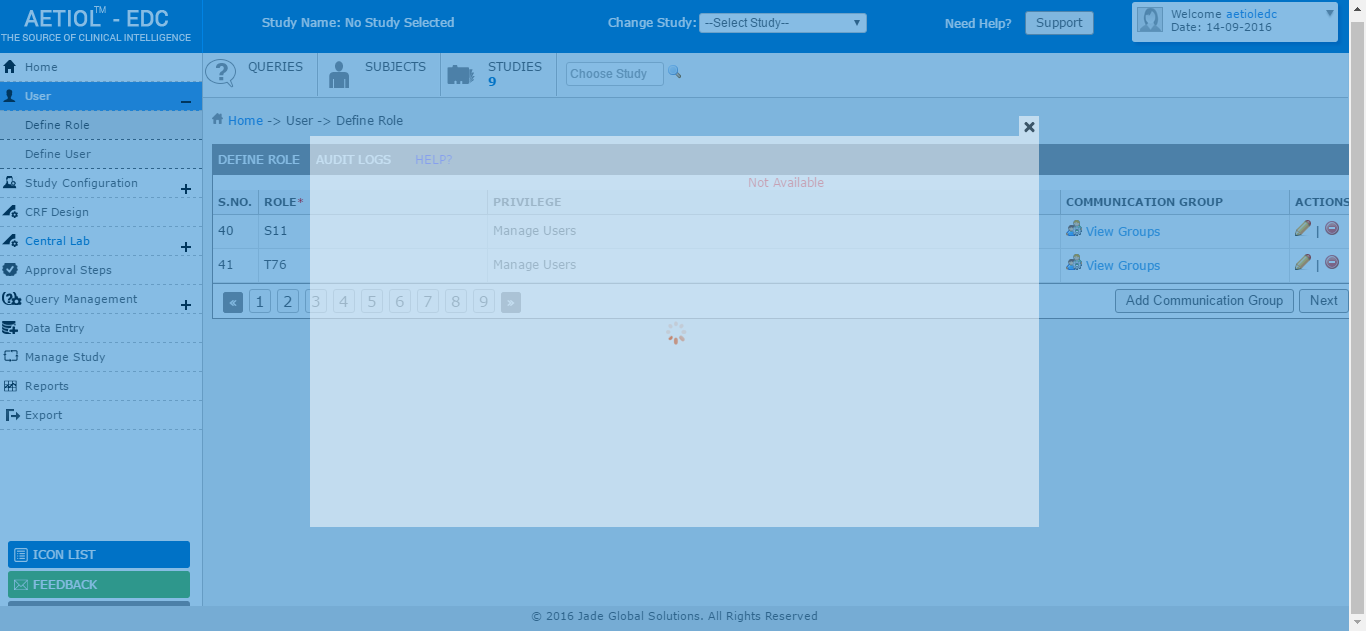 AETIOL™ - EDC
THE SOURCE OF CLINICAL INTELLIGENCE
Study Name: No Study Selected
Change Study: --Select Study--
Need Help? Support
Welcome aetioledc
Date: 14-09-2016
Home
User
Define Role
Define User
Study Configuration
CRF Design
Central Lab
Approval Steps
Query Management
Data Entry
Manage Study
Reports
Export
ICON LIST
FEEDBACK
? QUERIES
SUBJECTS
STUDIES
9
Choose Study
Home -> User -> Define Role
DEFINE ROLE AUDIT LOGS HELP?
Not Available
S.NO. ROLE* PRIVILEGE COMMUNICATION GROUP ACTIONS
40 S11 Manage Users View Groups |
41 T76 Manage Users View Groups |
« 1 2 3 4 5 6 7 8 9 » Add Communication Group Next
© 2016 Jade Global Solutions. All Rights Reserved